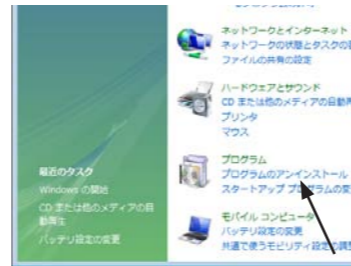 ネットワークとインターネット
ネットワークの状態とタスクの
ファイルの共有の設定
ハードウェアとサウンド
CD または他のメディアの自動再
プリンタ
マウス
プログラム
プログラムのアンインストール
スタートアップ プログラムの変
モバイル コンピュータ
バッテリ設定の変更
共通で使うモビリティ設定の調整
最近のタスク
Windows の開始
CD または他のメディアの自
動再生
バッテリ設定の変更